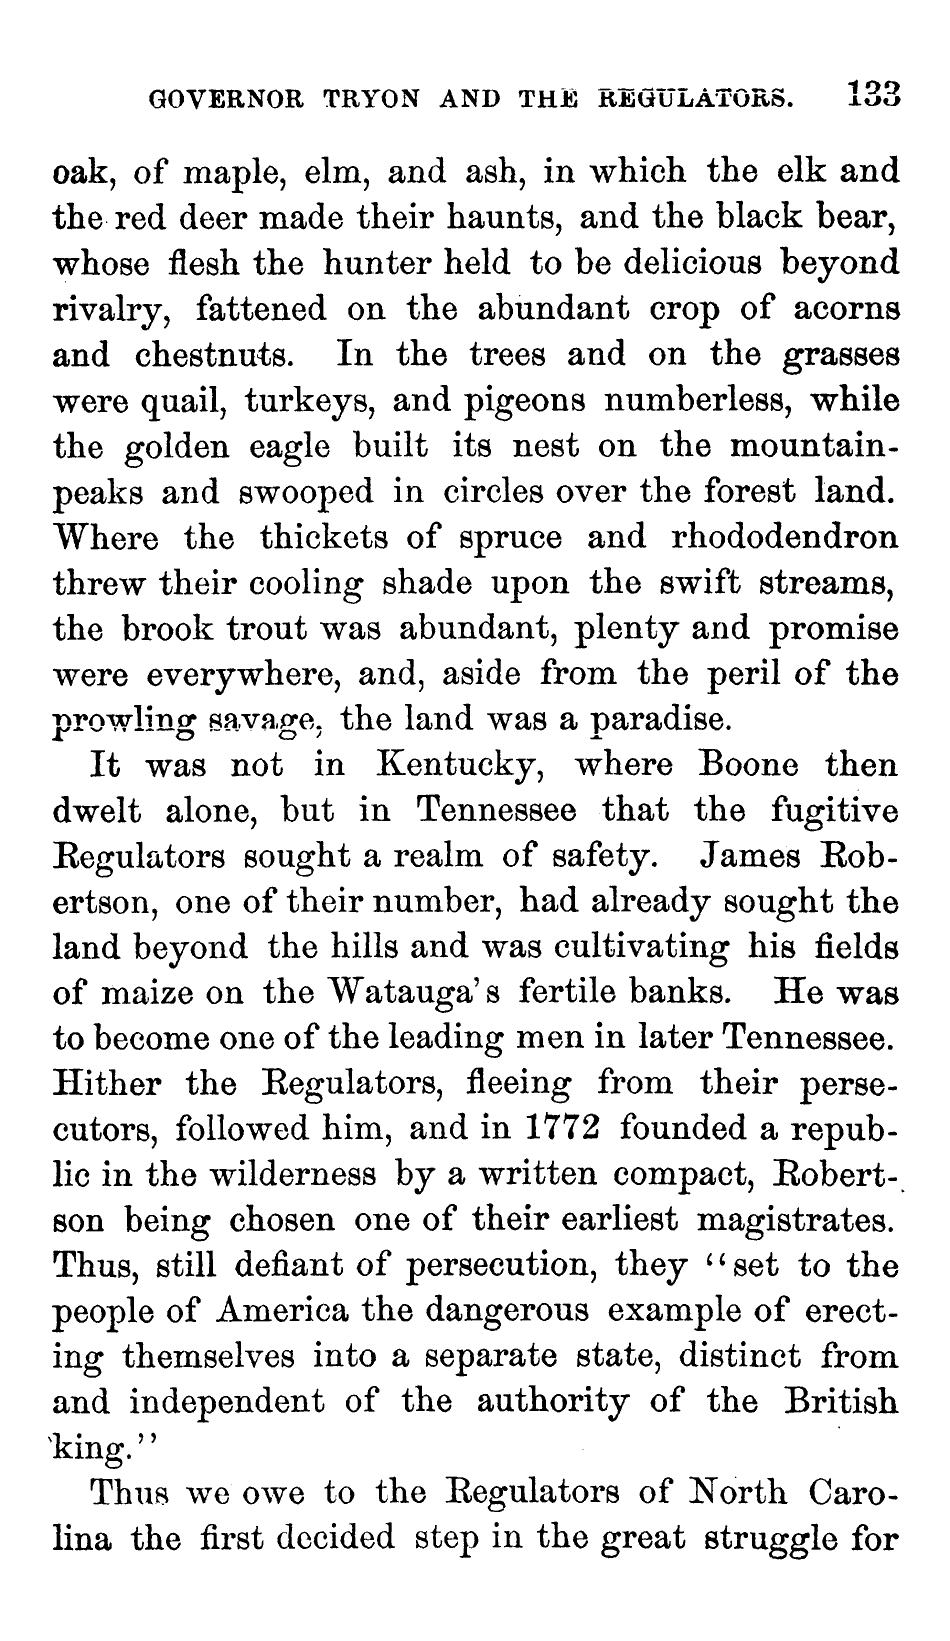 GOVERNOR TRYON AND THE REGULATORS. 133
oak, of maple, elm, and ash, in which the elk and
the red deer made their haunts, and the black bear,
whose flesh the hunter held to be delicious beyond
rivalry, fattened on the abundant crop of acorns
and chestnuts. In the trees and on the grasses
were quail, turkeys, and pigeons numberless, while
the golden eagle built its nest on the mountain-
peaks and swooped in circles over the forest land.
Where the thickets of spruce and rhododendron
threw their cooling shade upon the swift streams,
the brook trout was abundant, plenty and promise
were everywhere, and, aside from the peril of the
prowling savage, the land was a paradise.
It was not in Kentucky, where Boone then
dwelt alone, but in Tennessee that the fugitive
Regulators sought a realm of safety. James Rob-
ertson, one of their number, had already sought the
land beyond the hills and was cultivating his fields
of maize on the Watauga's fertile banks. He was
to become one of the leading men in later Tennessee.
Hither the Regulators, fleeing from their perse-
cutors, followed him, and in 1772 founded a repub-
lic in the wilderness by a written compact, Robert-
son being chosen one of their earliest magistrates.
Thus, still defiant of persecution, they "set to the
people of America the dangerous example of erect-
ing themselves into a separate state, distinct from
and independent of the authority of the British
king."
Thus we owe to the Regulators of North Caro-
lina the first decided step in the great struggle for